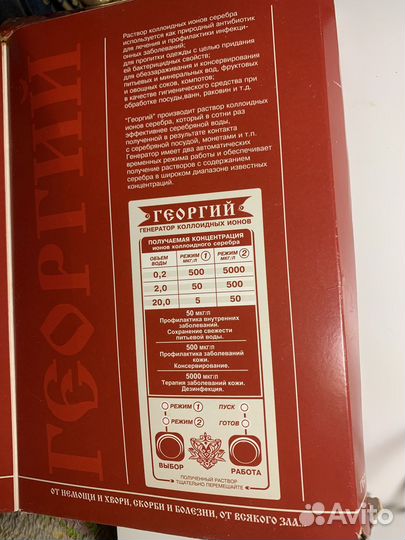 ГЕОРГИЙ
Раствор коллоидных ионов серебра
используется как природный антибиотик
для лечения и профилактики инфекци-
онных заболеваний;
для пропитки одежды с целью придания
ей бактерицидных свойств;
для обеззараживания и консервирования
питьевых и минеральных вод, фруктовых
и овощных соков, компотов;
в качестве гигиенического средства при
обработке посуды, ванн, раковин и т.д.
"Георгий" производит раствор коллоидных
ионов серебра, который в сотни раз
эффективнее серебряной воды,
полученной в результате контакта
с серебряной посудой, монетами и т.п.
Генератор имеет два автоматических
временных режима работы и обеспечивает
получение растворов с содержанием
серебра в широком диапазоне известных
концентраций.
ГЕОРГИЙ
ГЕНЕРАТОР КОЛЛОИДНЫХ ИОНОВ
ПОЛУЧАЕМАЯ КОНЦЕНТРАЦИЯ
ионов коллоидного серебра
ОБЪЕМ ВОДЫ РЕЖИМ 1 МКГ/Л РЕЖИМ 2 МКГ/Л
0,2 500 5000
2,0 50 500
20,0 5 50
50 мкг/л
Профилактика внутренних
заболеваний.
Сохранение свежести
питьевой воды.
500 мкг/л
Профилактика заболеваний
кожи.
Консервирование.
5000 мкг/л
Терапия заболеваний кожи.
Дезинфекция.
РЕЖИМ 1 ПУСК
РЕЖИМ 2 ГОТОВ
ВЫБОР РАБОТА
ПОЛУЧЕННЫЙ РАСТВОР
ТЩАТЕЛЬНО ПЕРЕМЕШАЙТЕ
ОТ НЕМОЩИ И ХВОРИ, СКОРБИ И БОЛЕЗНИ, ОТ ВСЯКОГО ЗЛА...
Avito